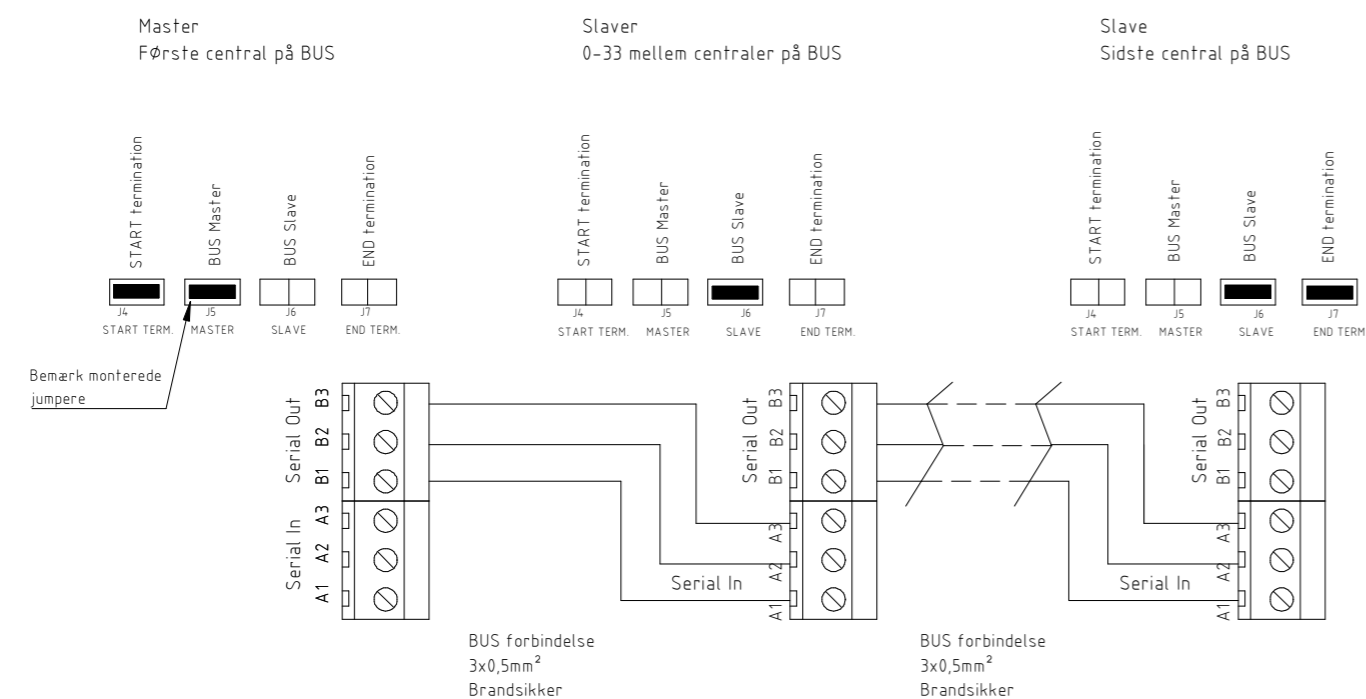 Master
FØrste central på BUS
Slaver
0-33 mellem centraler på BUS
Slave
Sidste central på BUS
START termination
BUS Master
BUS Slave
END termination
J4
START TERM.
J5
MASTER
J6
SLAVE
J7
END TERM.
START termination
BUS Master
BUS Slave
END termination
J4
START TERM.
J5
MASTER
J6
SLAVE
J7
END TERM.
START termination
BUS Master
BUS Slave
END termination
J4
START TERM.
J5
MASTER
J6
SLAVE
J7
END TERM
Bemærk monterede
jumpere
Serial Out
B3
B2
B1
Serial In
A3
A2
A1
Serial Out
B3
B2
B1
Serial In
A3
A2
A1
Serial Out
B3
B2
B1
Serial In
A3
A2
A1
BUS forbindelse
3x0,5mm²
Brandsikker
BUS forbindelse
3x0,5mm²
Brandsikker